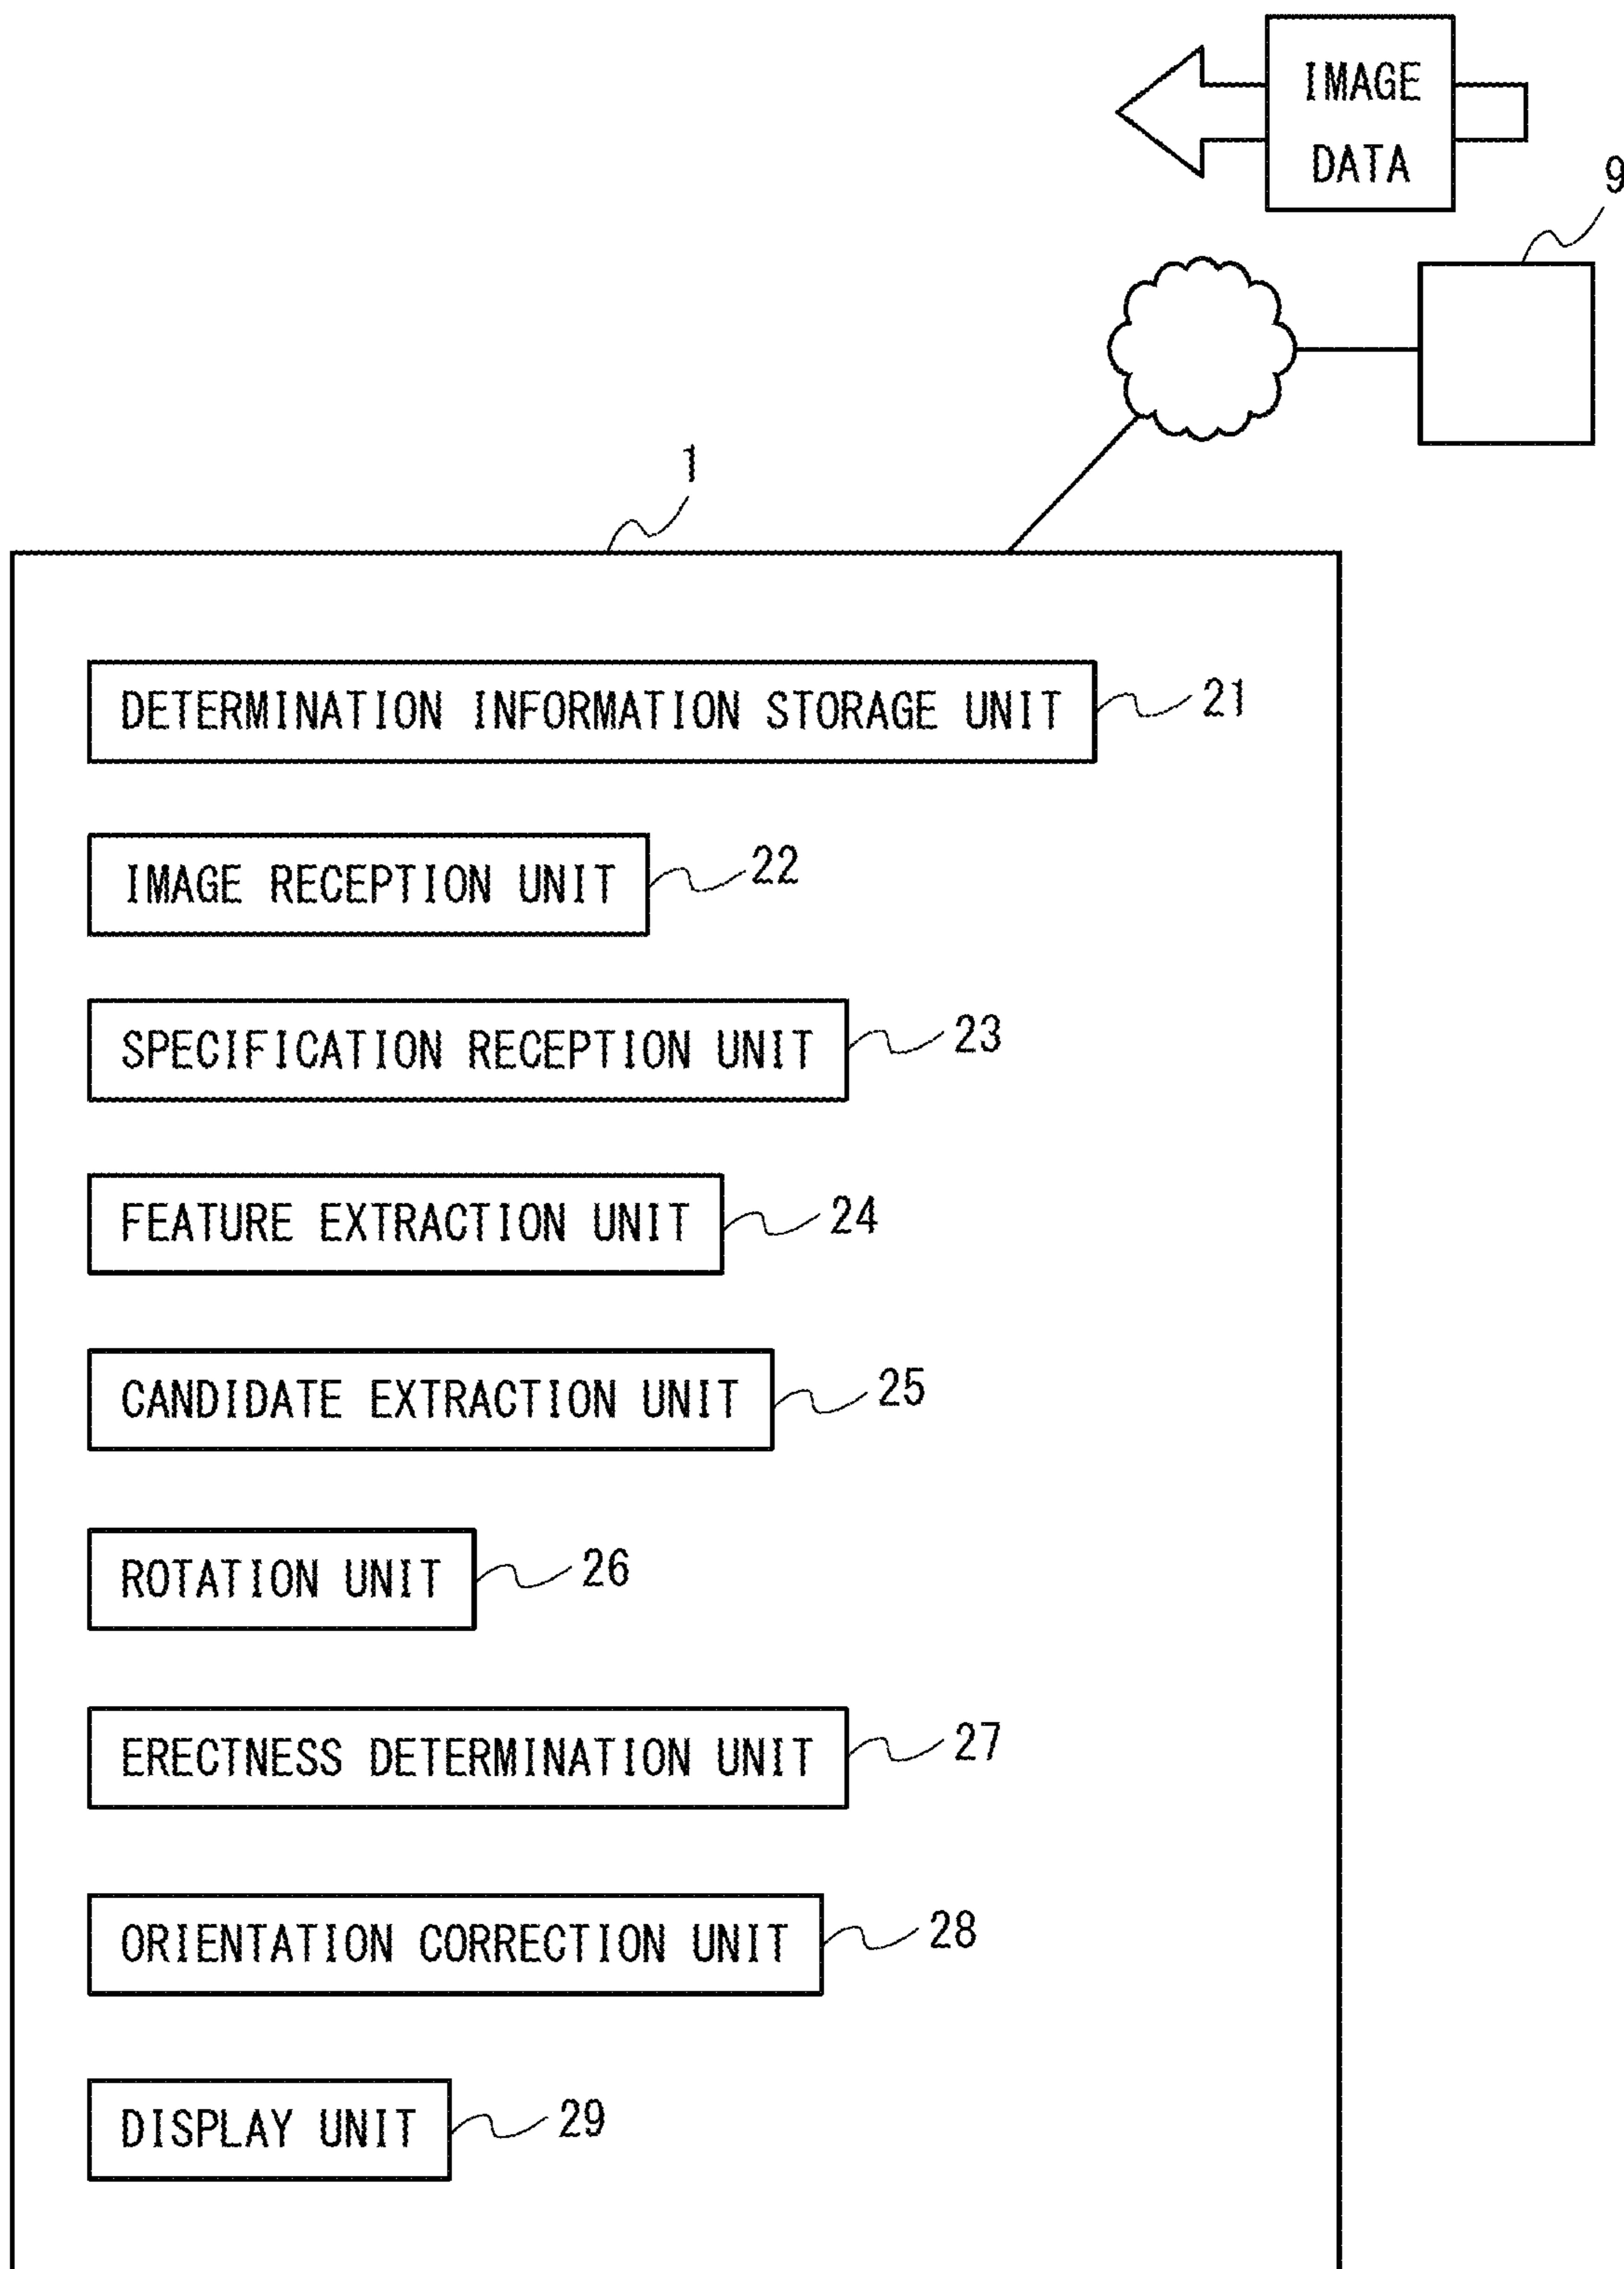 IMAGE
DATA
9
1
DETERMINATION INFORMATION STORAGE UNIT 21
IMAGE RECEPTION UNIT 22
SPECIFICATION RECEPTION UNIT 23
FEATURE EXTRACTION UNIT 24
CANDIDATE EXTRACTION UNIT 25
ROTATION UNIT 26
ERECTNESS DETERMINATION UNIT 27
ORIENTATION CORRECTION UNIT 28
DISPLAY UNIT 29